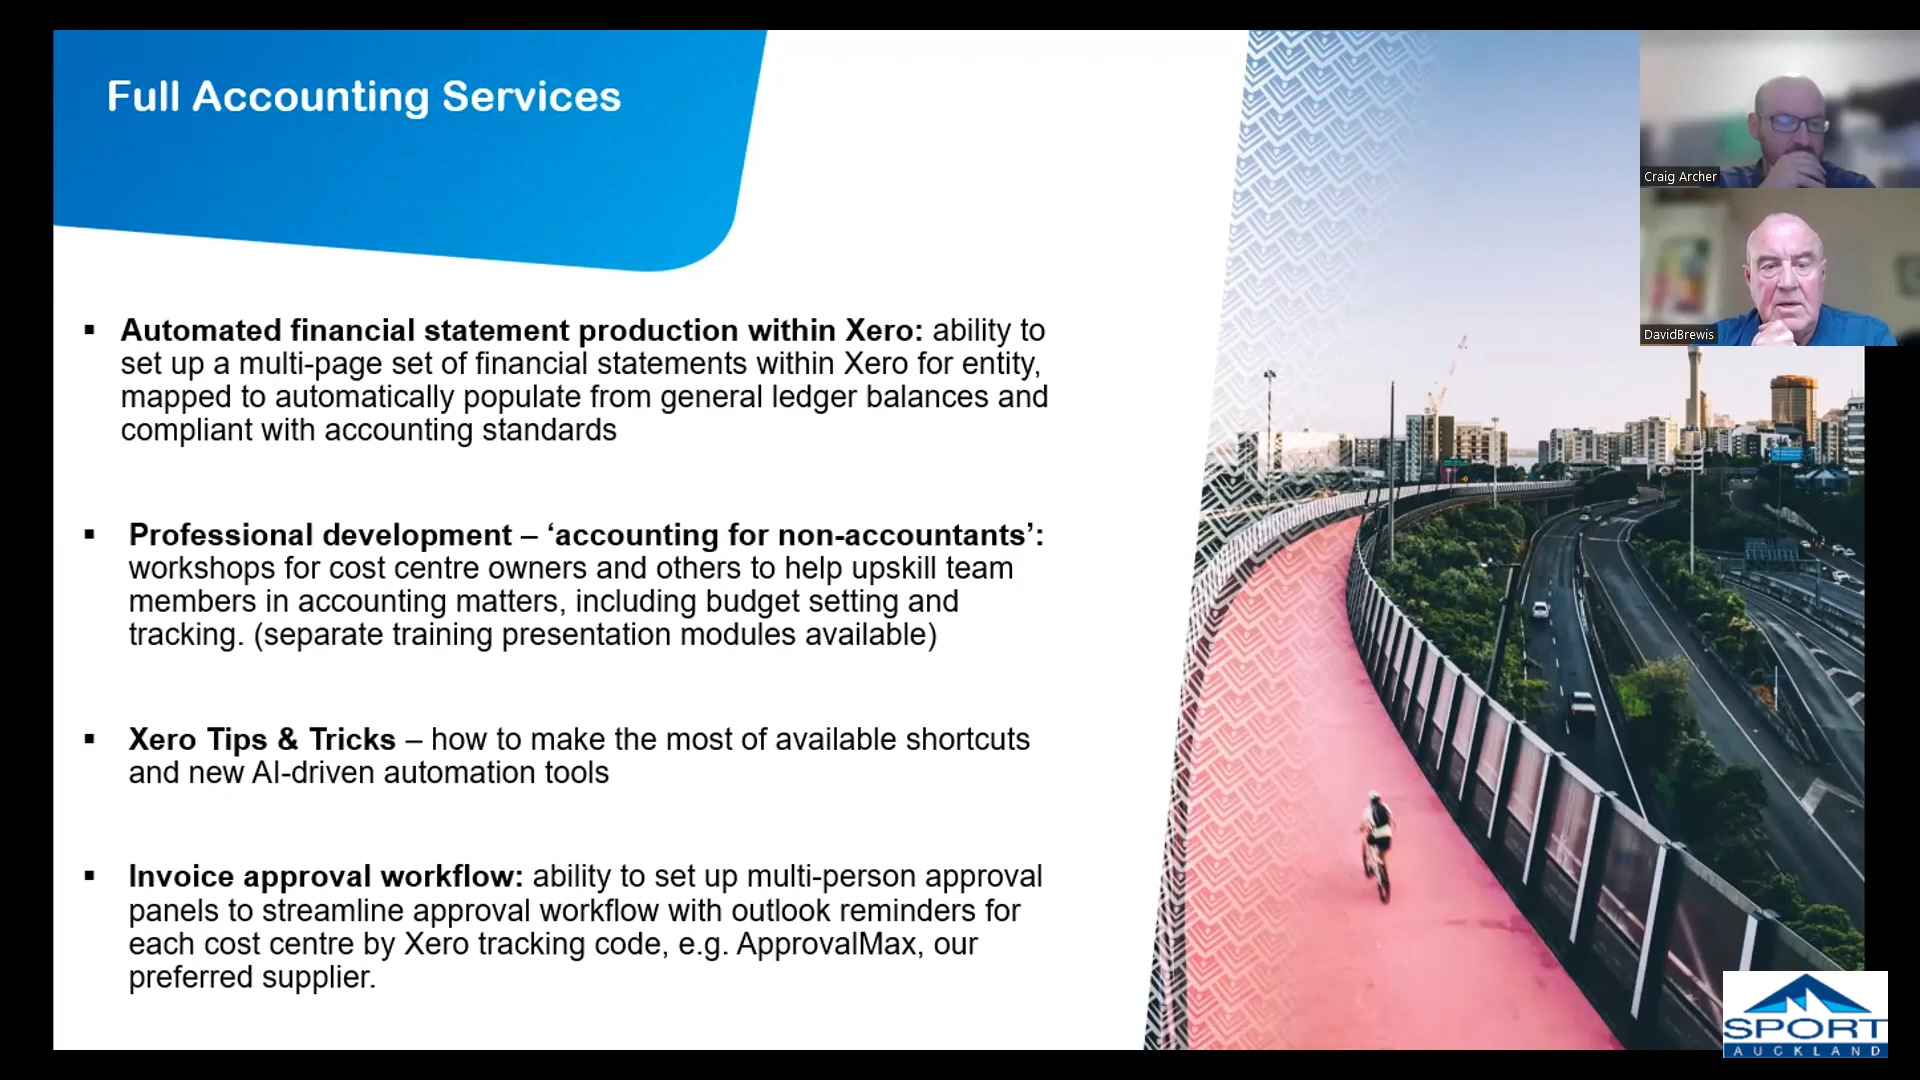 Full Accounting Services
Craig Archer
DavidBrewis
▪ Automated financial statement production within Xero: ability to
set up a multi-page set of financial statements within Xero for entity,
mapped to automatically populate from general ledger balances and
compliant with accounting standards
▪ Professional development – ‘accounting for non-accountants’:
workshops for cost centre owners and others to help upskill team
members in accounting matters, including budget setting and
tracking. (separate training presentation modules available)
▪ Xero Tips & Tricks – how to make the most of available shortcuts
and new AI-driven automation tools
▪ Invoice approval workflow: ability to set up multi-person approval
panels to streamline approval workflow with outlook reminders for
each cost centre by Xero tracking code, e.g. ApprovalMax, our
preferred supplier.
SPORT
AUCKLAND